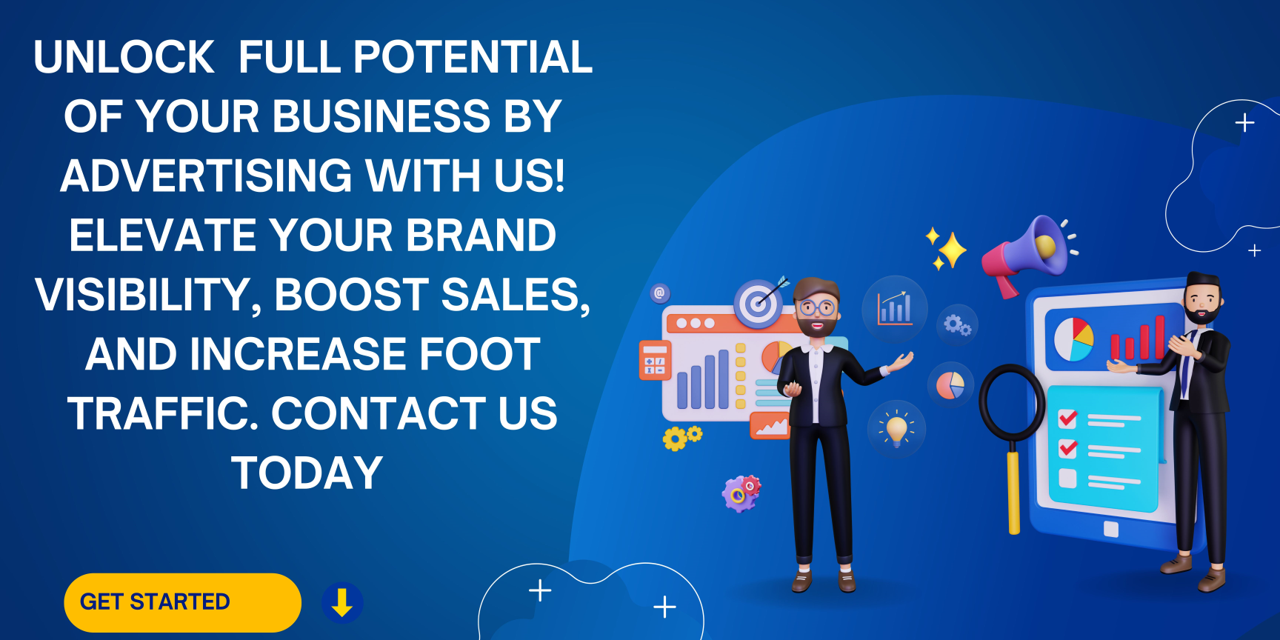 UNLOCK FULL POTENTIAL
OF YOUR BUSINESS BY
ADVERTISING WITH US!
ELEVATE YOUR BRAND
VISIBILITY, BOOST SALES,
AND INCREASE FOOT
TRAFFIC. CONTACT US
TODAY
@
GET STARTED